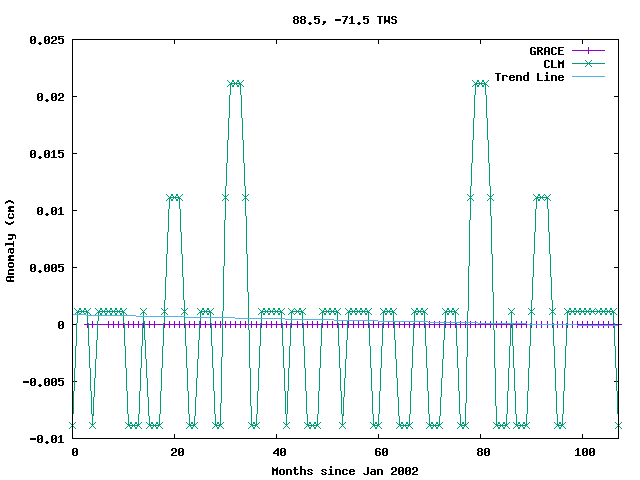 88.5, -71.5 TWS
0.025
0.02
0.015
0.01
0.005
0
-0.005
-0.01
Anomaly (cm)
GRACE
CLM
Trend Line
0 20 40 60 80 100
Months since Jan 2002